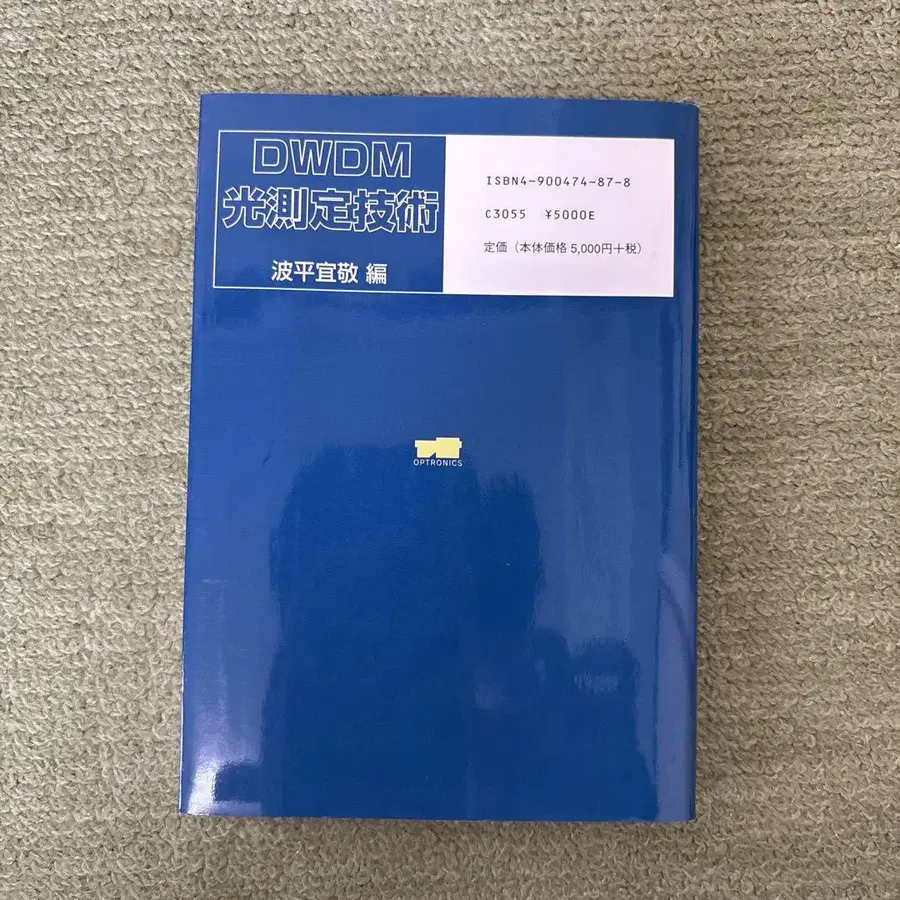 DWDM
光測定技術
波平宜敬 編
ISBN4-900474-87-8
C3055 ¥5000E
定価(本体価格 5,000円+税)
OPTRONICS